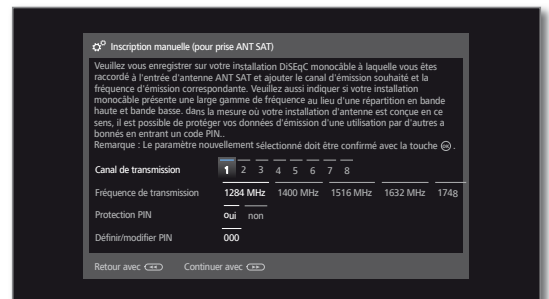 Inscription manuelle (pour prise ANT SAT)
Veuillez vous enregistrer sur votre installation DiSEqC monocâble à laquelle vous êtes
raccordé à l'entrée d'antenne ANT SAT et ajouter le canal d'émission souhaité et la
fréquence d'émission correspondante. Veuillez aussi indiquer si votre installation
monocâble présente une large gamme de fréquence au lieu d'une répartition en bande
haute et bande basse. dans la mesure où votre installation d'antenne est conçue en ce
sens, il est possible de protéger vos données d'émission d'une utilisation par d'autres a
bonnés en entrant un code PIN..
Remarque : Le paramètre nouvellement sélectionné doit être confirmé avec la touche OK .
Canal de transmission 1 2 3 4 5 6 7 8
Fréquence de transmission 1284 MHz 1400 MHz 1516 MHz 1632 MHz 1748
Protection PIN oui non
Définir/modifier PIN 000
Retour avec Continuer avec